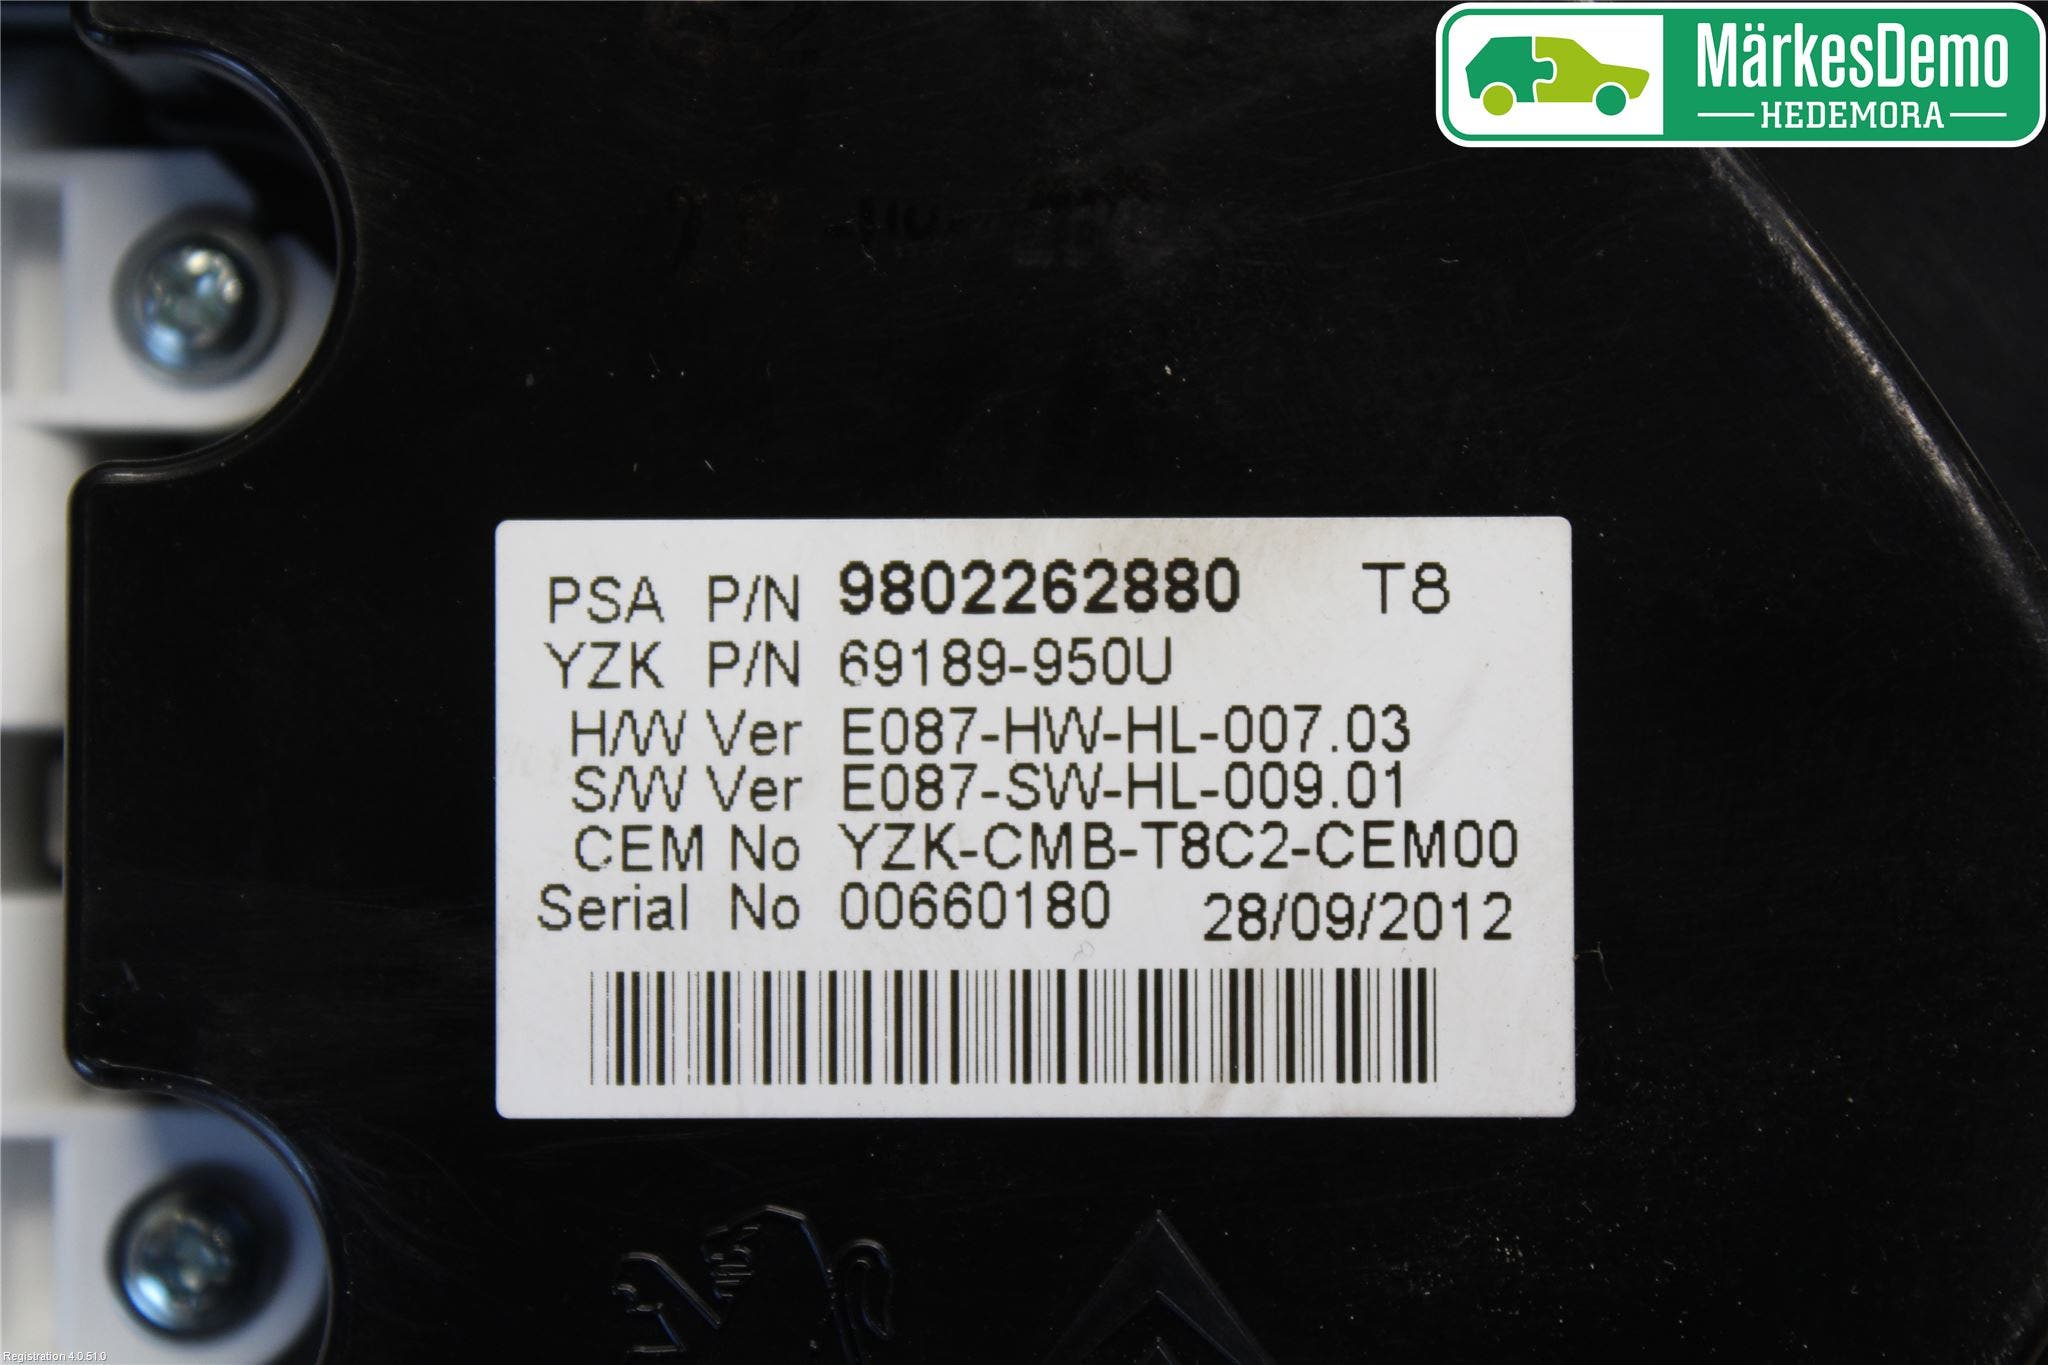 MärkesDemo
HEDEMORA
PSA P/N 9802262880 T8
YZK P/N 69189-950U
H/W Ver E087-HW-HL-007.03
S/W Ver E087-SW-HL-009.01
CEM No YZK-CMB-T8C2-CEM00
Serial No 00660180 28/09/2012
Registration 4.0.51.0